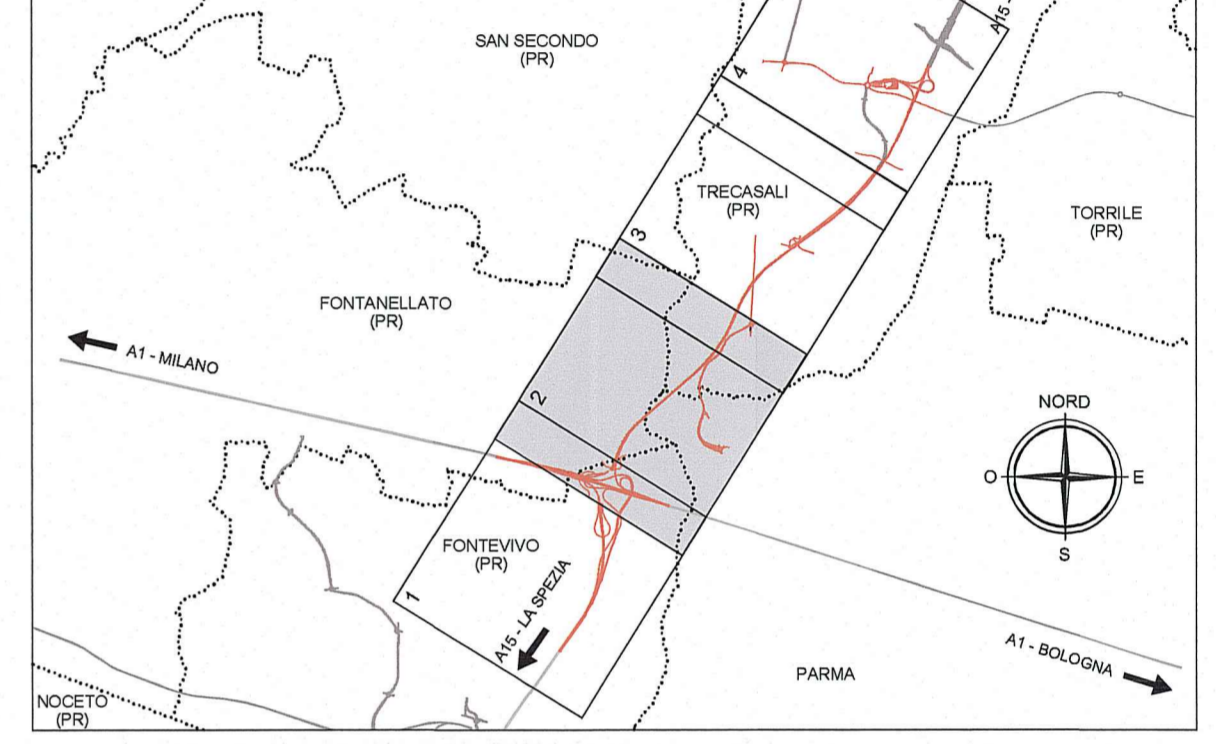 SAN SECONDO
(PR)
A15 -
4
TRECASALI
(PR)
TORRILE
(PR)
3
FONTANELLATO
(PR)
A1 - MILANO
2
NORD
O
E
S
FONTEVIVO
(PR)
1
A15 - LA SPEZIA
A1 - BOLOGNA
PARMA
NOCETO
(PR)